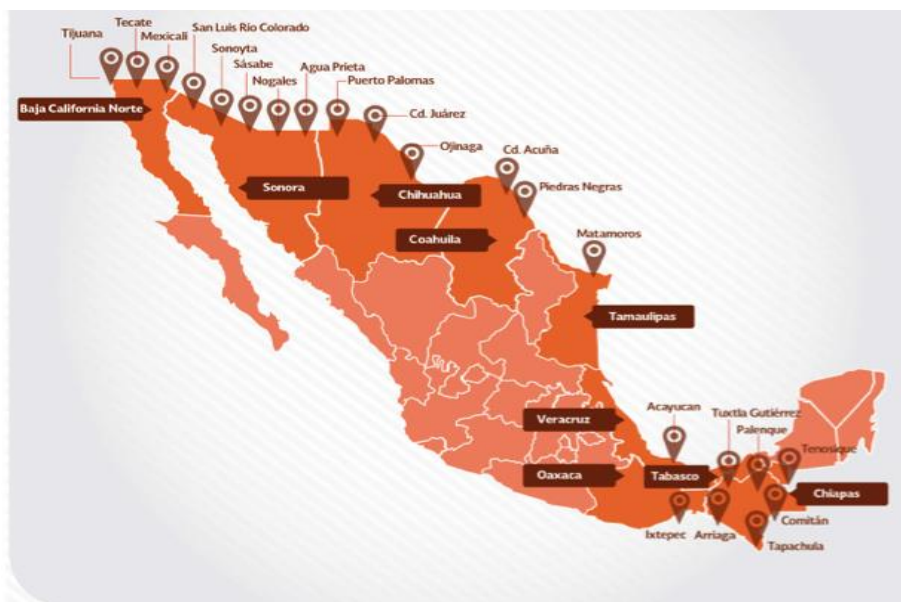 Tecate
Tijuana
Mexicali
San Luis Río Colorado
Sonoyta
Sásabe
Nogales
Agua Prieta
Puerto Palomas
Baja California Norte
Cd. Juárez
Ojinaga
Cd. Acuña
Sonora
Chihuahua
Piedras Negras
Coahuila
Matamoros
Tamaulipas
Veracruz
Acayucan
Tuxtla Gutiérrez
Palenque
Tenosique
Oaxaca
Tabasco
Chiapas
Comitán
Ixtepec
Arriaga
Tapachula